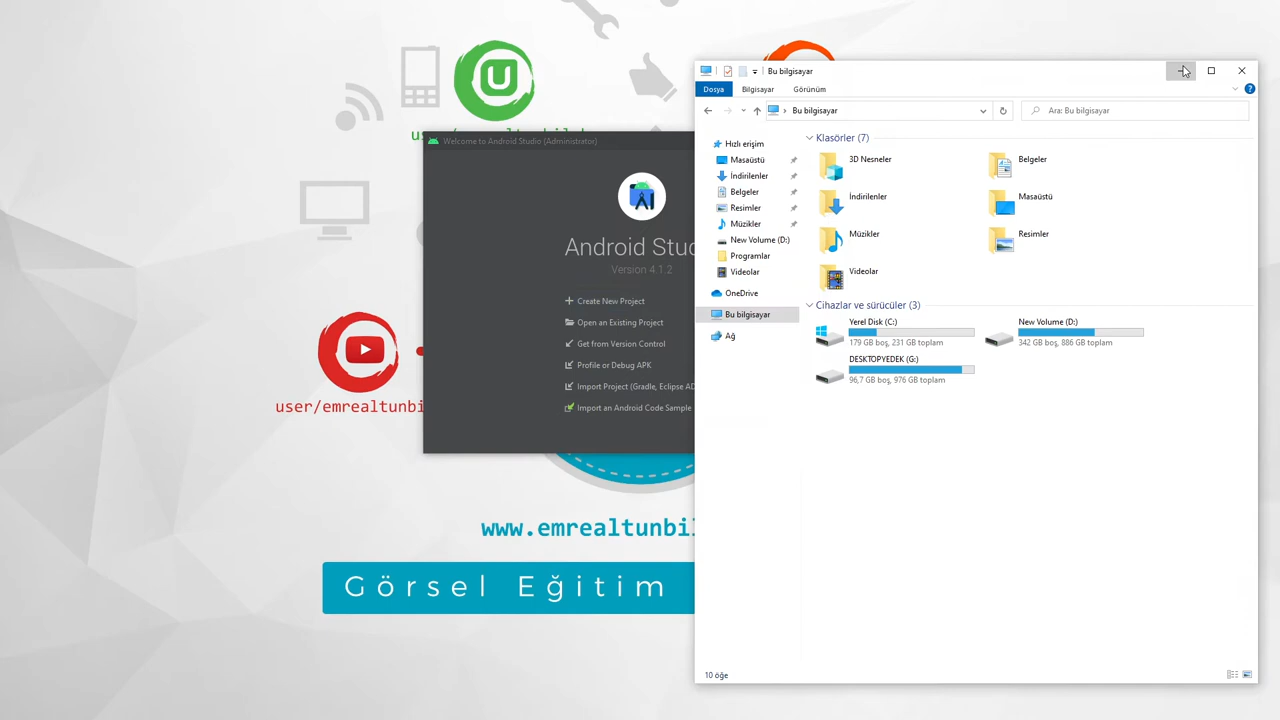 user/emrealtunbi
www.emrealtunbi
Görsel Eğitim
Welcome to Android Studio (Administrator)
Version 4.1.2
Create New Project
Open an Existing Project
Get from Version Control
Profile or Debug APK
Import Project (Gradle, Eclipse AD
Import an Android Code Sample
Bu bilgisayar
Dosya
Bilgisayar
Görünüm
Bu bilgisayar
Ara: Bu bilgisayar
Hızlı erişim
Masaüstü
İndirilenler
Belgeler
Resimler
Müzikler
New Volume (D:)
Programlar
Videolar
OneDrive
Bu bilgisayar
Ağ
Klasörler (7)
3D Nesneler
Belgeler
İndirilenler
Masaüstü
Müzikler
Resimler
Videolar
Cihazlar ve sürücüler (3)
Yerel Disk (C:)
179 GB boş, 231 GB toplam
New Volume (D:)
342 GB boş, 886 GB toplam
DESKTOPYEDEK (G:)
96,7 GB boş, 976 GB toplam
10 öğe